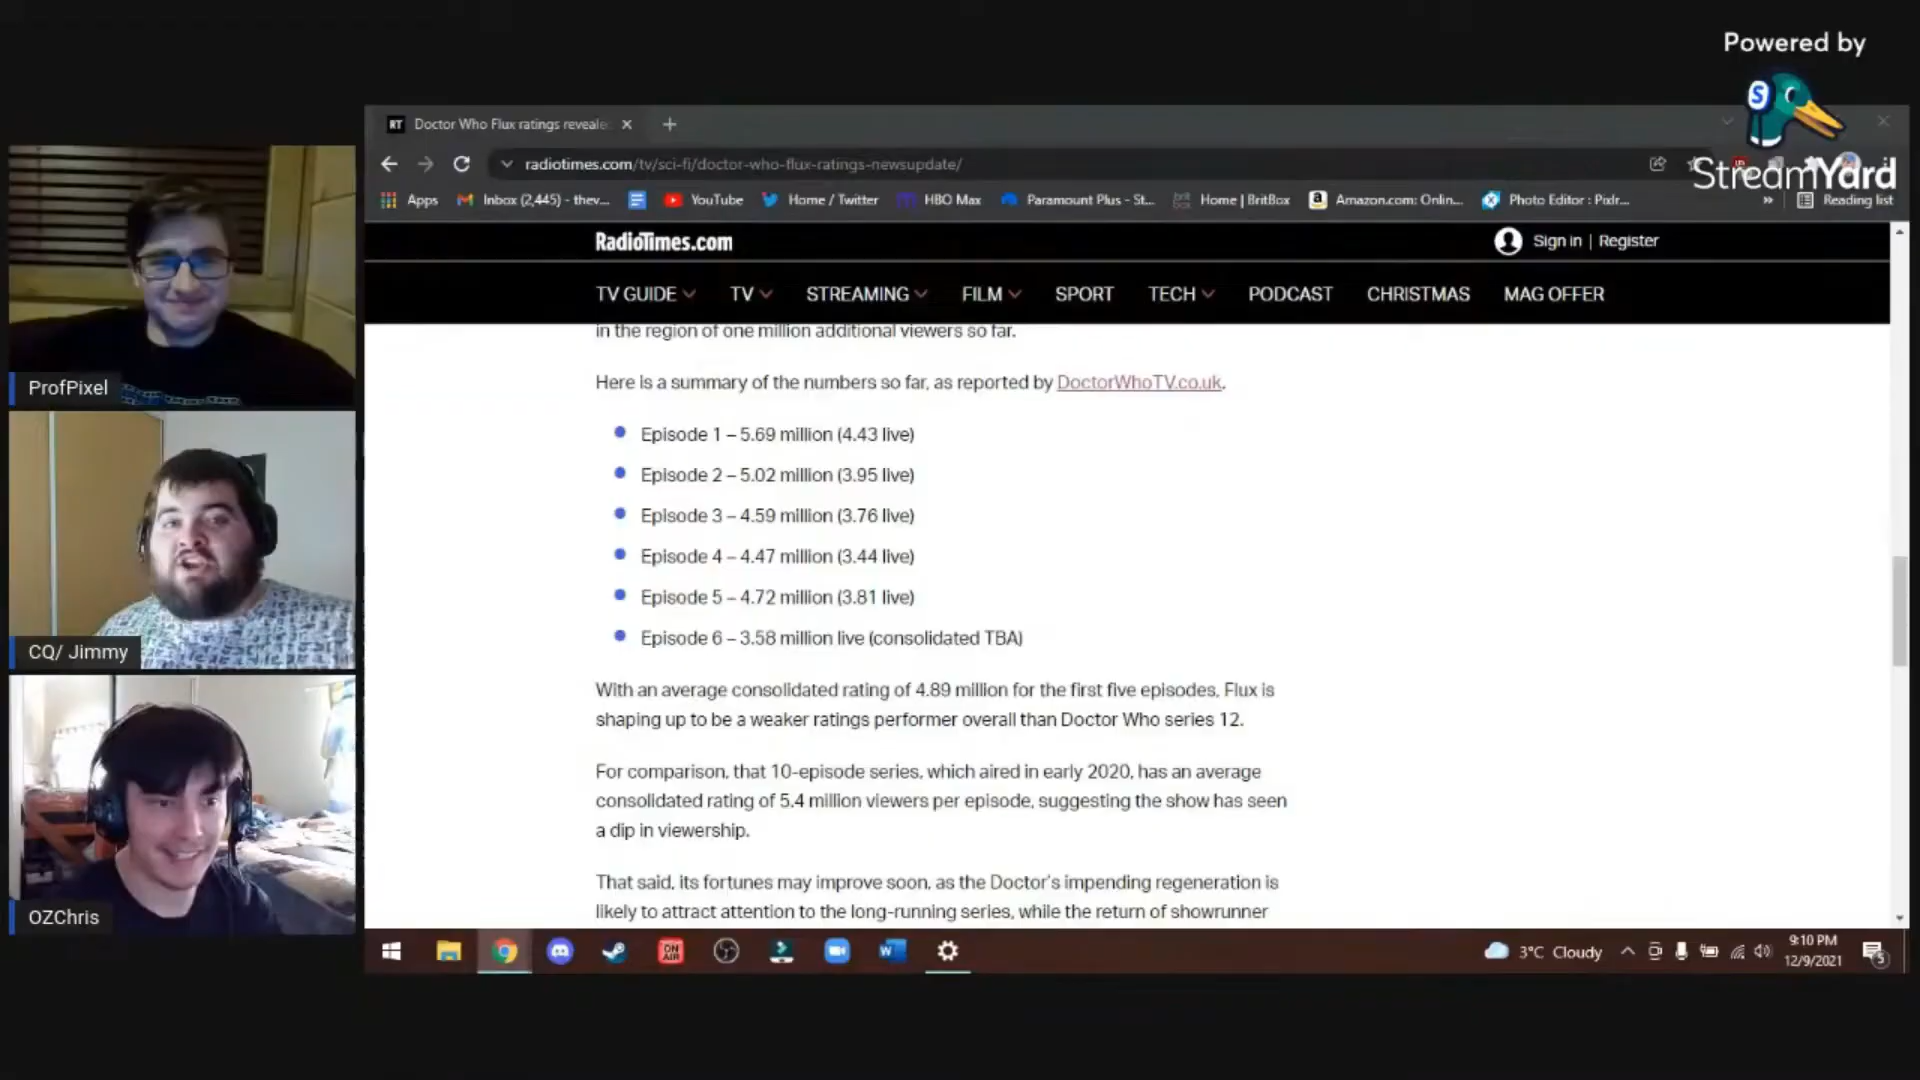 Powered by
StreamYard
RT Doctor Who Flux ratings reveale
radiotimes.com/tv/sci-fi/doctor-who-flux-ratings-newsupdate/
Apps Inbox (2,445) - thev... YouTube Home / Twitter HBO Max Paramount Plus - St... Home | BritBox Amazon.com: Onlin... Photo Editor : Pixlr... » Reading list
RadioTimes.com Sign in | Register
TV GUIDE TV STREAMING FILM SPORT TECH PODCAST CHRISTMAS MAG OFFER
in the region of one million additional viewers so far.
Here is a summary of the numbers so far, as reported by DoctorWhoTV.co.uk.
Episode 1 – 5.69 million (4.43 live)
Episode 2 – 5.02 million (3.95 live)
Episode 3 – 4.59 million (3.76 live)
Episode 4 – 4.47 million (3.44 live)
Episode 5 – 4.72 million (3.81 live)
Episode 6 – 3.58 million live (consolidated TBA)
With an average consolidated rating of 4.89 million for the first five episodes, Flux is
shaping up to be a weaker ratings performer overall than Doctor Who series 12.
For comparison, that 10-episode series, which aired in early 2020, has an average
consolidated rating of 5.4 million viewers per episode, suggesting the show has seen
a dip in viewership.
That said, its fortunes may improve soon, as the Doctor's impending regeneration is
likely to attract attention to the long-running series, while the return of showrunner
ProfPixel
CQ/ Jimmy
OZChris
ON AIR
3°C Cloudy
9:10 PM
12/9/2021
5